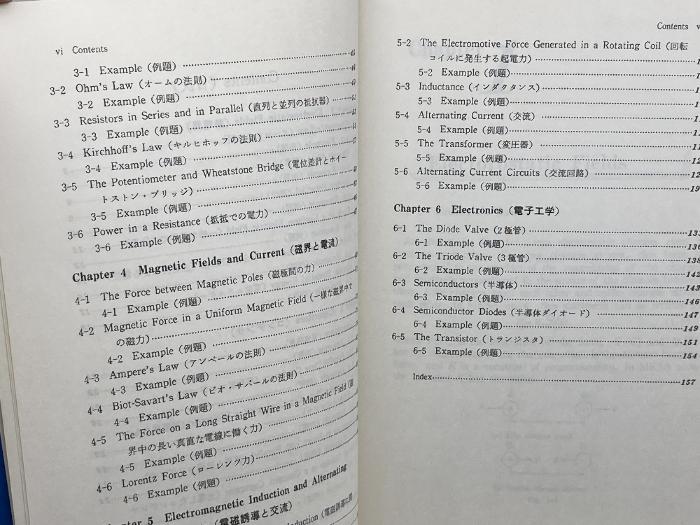 vi Contents
3-1 Example (例題)
3-2 Ohm's Law (オームの法則)
3-2 Example (例題)
3-3 Resistors in Series and in Parallel (直列と並列の抵抗器)
3-3 Example (例題)
3-4 Kirchhoff's Law (キルヒホッフの法則)
3-4 Example (例題)
3-5 The Potentiometer and Wheatstone Bridge (電位差計とホイー
トストン・ブリッジ)
3-5 Example (例題)
3-6 Power in a Resistance (抵抗での電力)
3-6 Example (例題)
Chapter 4 Magnetic Fields and Current (磁界と電流)
4-1 The Force between Magnetic Poles (磁極間の力)
4-1 Example (例題)
4-2 Magnetic Force in a Uniform Magnetic Field (一様な磁界中で
の磁力)
4-2 Example (例題)
4-3 Ampere's Law (アンペールの法則)
4-3 Example (例題)
4-4 Biot-Savart's Law (ビオ・サバールの法則)
4-4 Example (例題)
4-5 The Force on a Long Straight Wire in a Magnetic Field
界中の長い真直な電線に働く力)
4-5 Example (例題)
4-6 Lorentz Force (ローレンツ力)
4-6 Example (例題)
5 Electromagnetic Induction and Alternating
(電磁誘導と交流)
Contents
5-2 The Electromotive Force Generated in a Rotating Coil (回転
コイルに発生する起電力)
5-2 Example (例題)
5-3 Inductance (インダクタンス)
5-3 Example (例題)
5-4 Alternating Current (交流)
5-4 Example (例題)
5-5 The Transformer (変圧器)
5-5 Example (例題)
5-6 Alternating Current Circuits (交流回路)
5-6 Example (例題)
Chapter 6 Electronics (電子工学)
6-1 The Diode Valve (2極管)
6-1 Example (例題)
6-2 The Triode Valve (3極管)
6-2 Example (例題)
6-3 Semiconductors (半導体) 143
6-3 Example (例題) 146
6-4 Semiconductor Diodes (半導体ダイオード) 147
6-4 Example (例題) 149
6-5 The Transistor (トランジスタ) 151
6-5 Example (例題) 154
Index 157